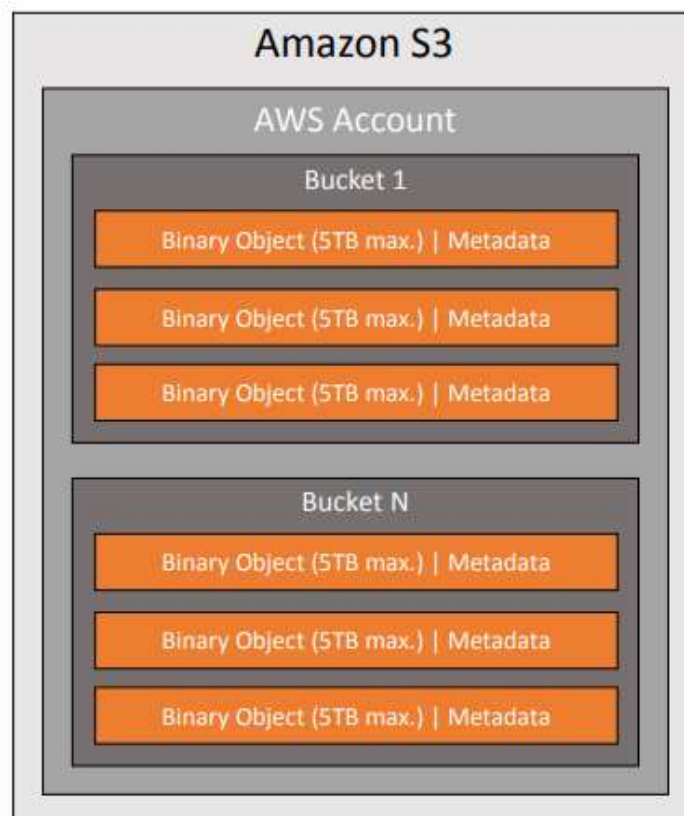 Amazon S3
AWS Account
Bucket 1
Binary Object (5TB max.) | Metadata
Binary Object (5TB max.) | Metadata
Binary Object (5TB max.) | Metadata
Bucket N
Binary Object (5TB max.) | Metadata
Binary Object (5TB max.) | Metadata
Binary Object (5TB max.) | Metadata